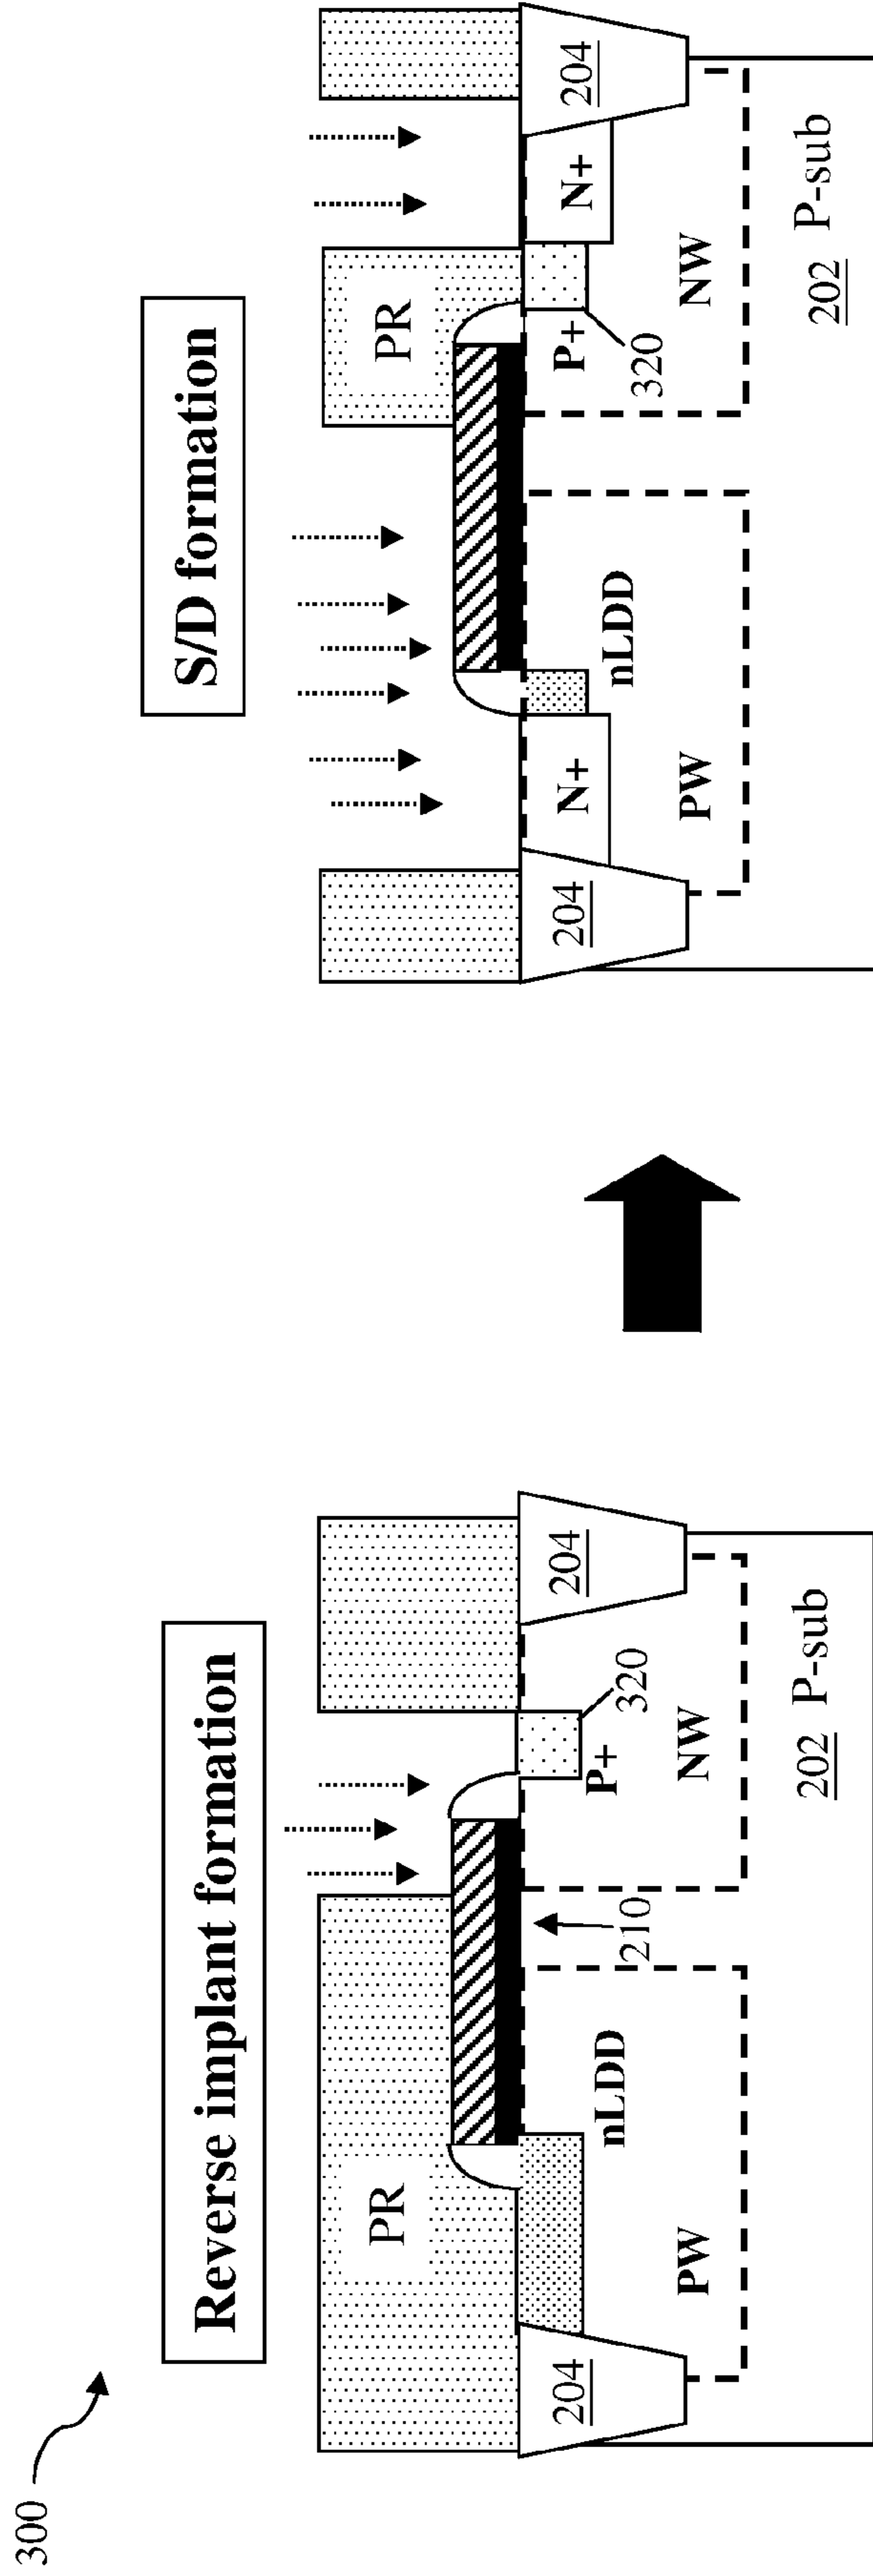 300
Reverse implant formation
PR
204
nLDD
PW
210
P+
320
NW
204
202 P-sub
S/D formation
PR
204
N+
nLDD
PW
P+
320
N+
NW
204
202 P-sub